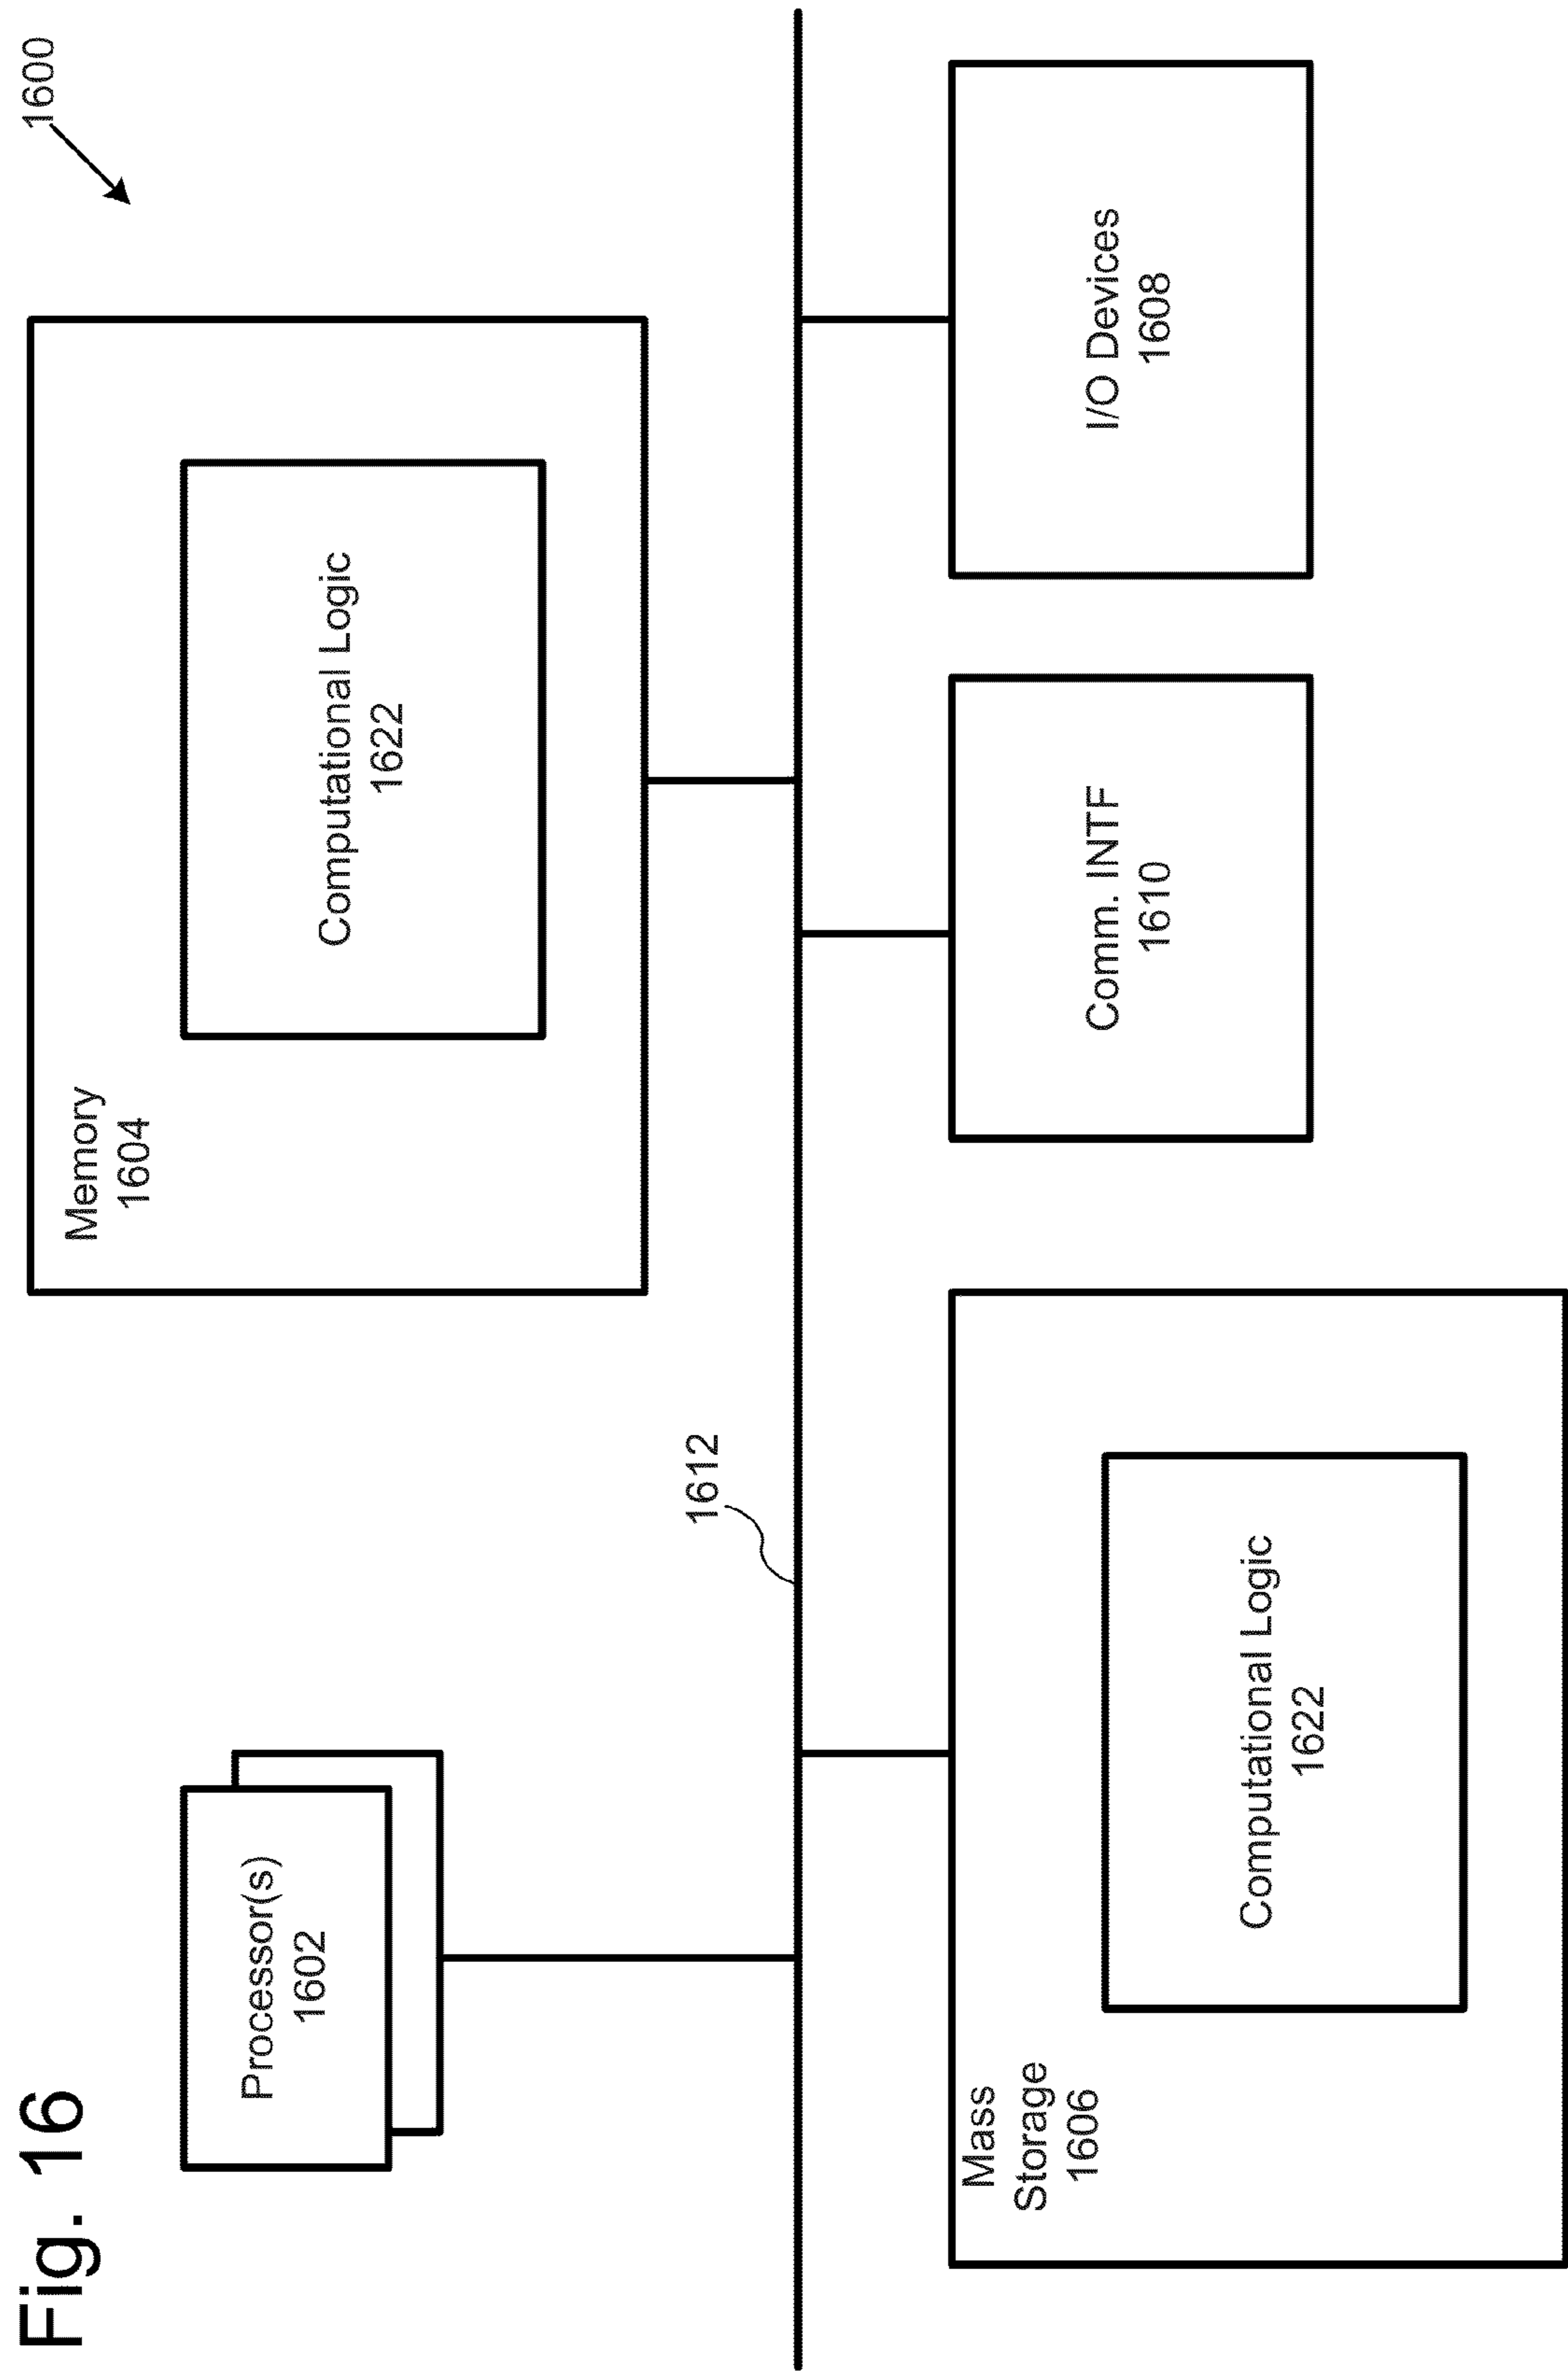 Fig. 16
1600
Processor(s)
1602
Memory
1604
Computational Logic
1622
1612
Mass
Storage
1606
Computational Logic
1622
Comm. INTF
1610
I/O Devices
1608